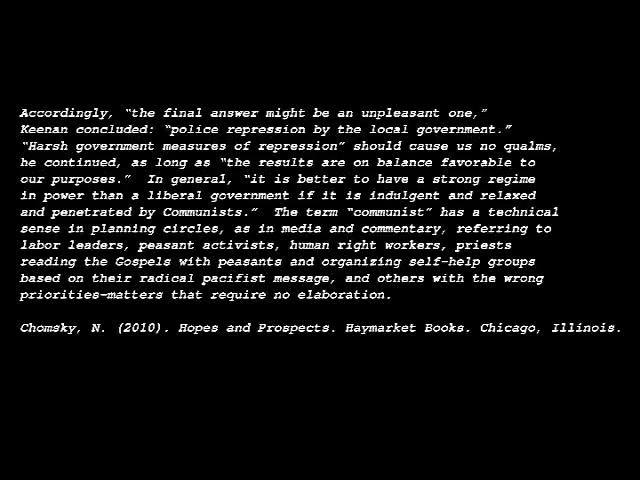 Accordingly, “the final answer might be an unpleasant one,”
Keenan concluded: “police repression by the local government.”
“Harsh government measures of repression” should cause us no qualms,
he continued, as long as “the results are on balance favorable to
our purposes.”  In general, “it is better to have a strong regime
in power than a liberal government if it is indulgent and relaxed
and penetrated by Communists.”  The term “communist” has a technical
sense in planning circles, as in media and commentary, referring to
labor leaders, peasant activists, human right workers, priests
reading the Gospels with peasants and organizing self-help groups
based on their radical pacifist message, and others with the wrong
priorities-matters that require no elaboration.
Chomsky, N. (2010). Hopes and Prospects. Haymarket Books. Chicago, Illinois.